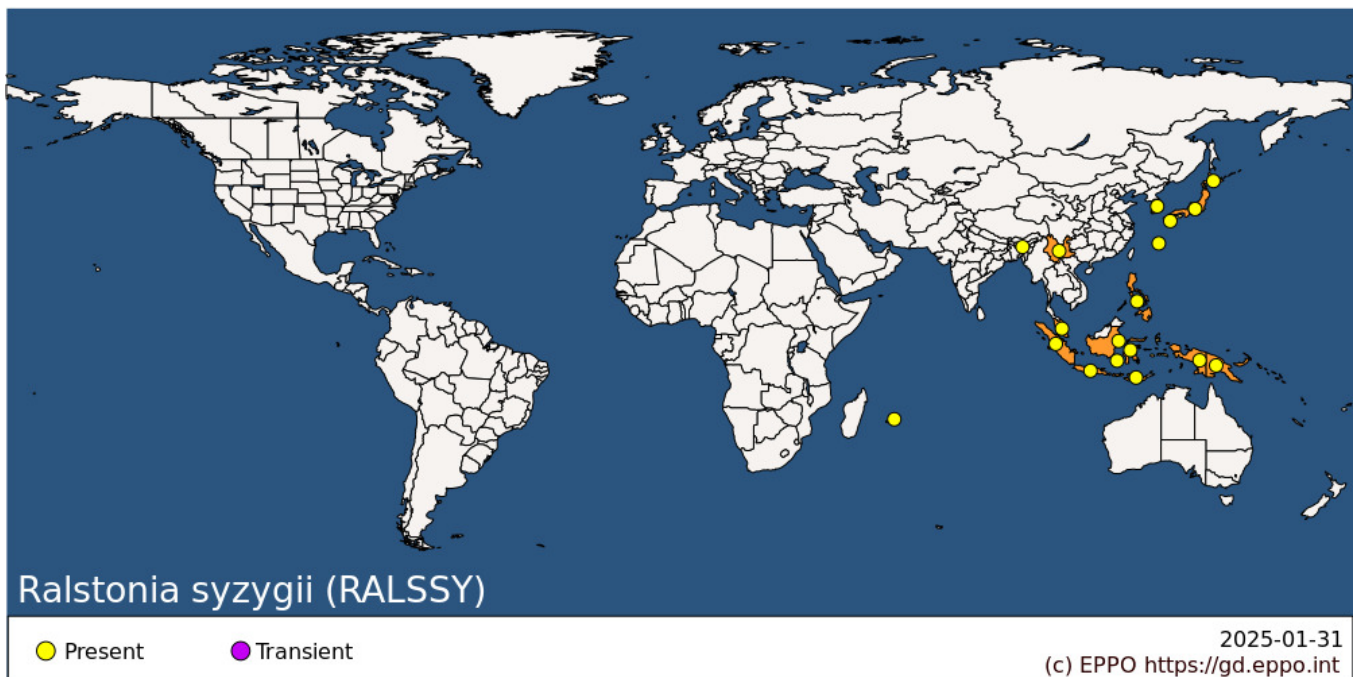 Ralstonia syzygii (RALSSY)
Present
Transient
2025-01-31
(c) EPPO https://gd.eppo.int